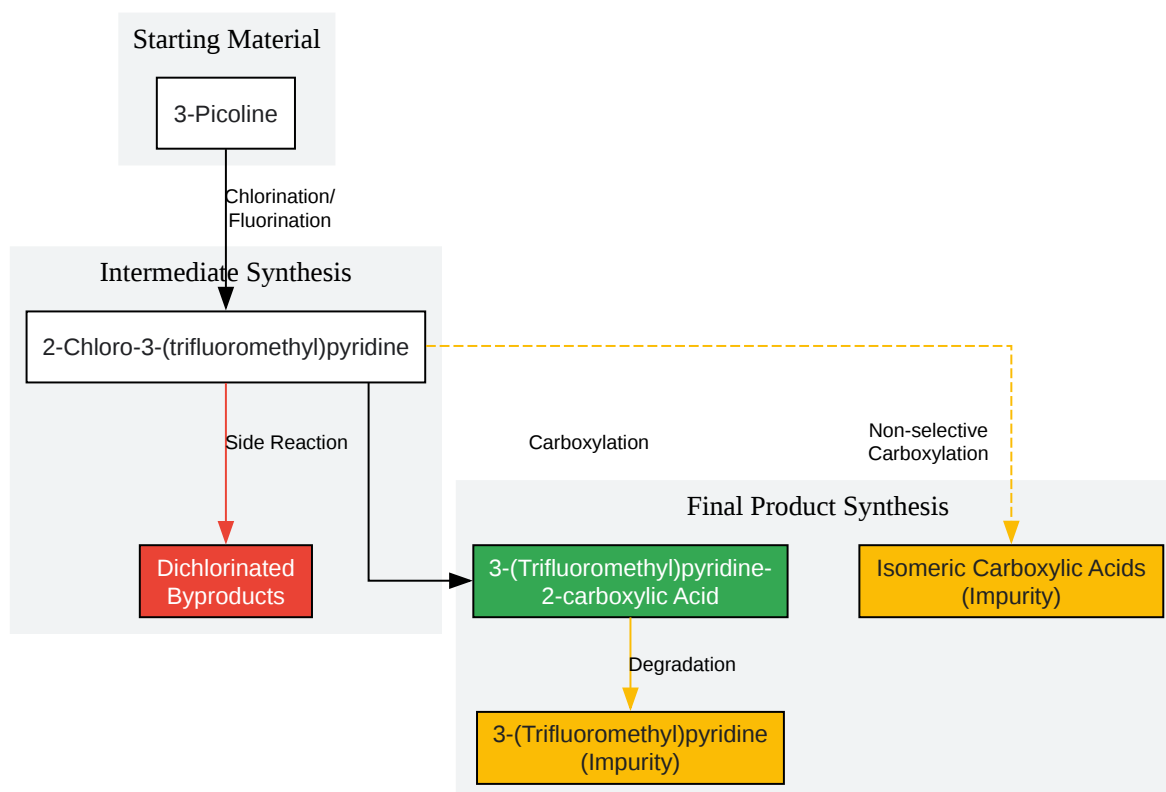 Starting Material
3-Picoline
Chlorination/
Fluorination
Intermediate Synthesis
2-Chloro-3-(trifluoromethyl)pyridine
Side Reaction
Carboxylation
Non-selective
Carboxylation
Final Product Synthesis
Dichlorinated
Byproducts
3-(Trifluoromethyl)pyridine-
2-carboxylic Acid
Isomeric Carboxylic Acids
(Impurity)
Degradation
3-(Trifluoromethyl)pyridine
(Impurity)